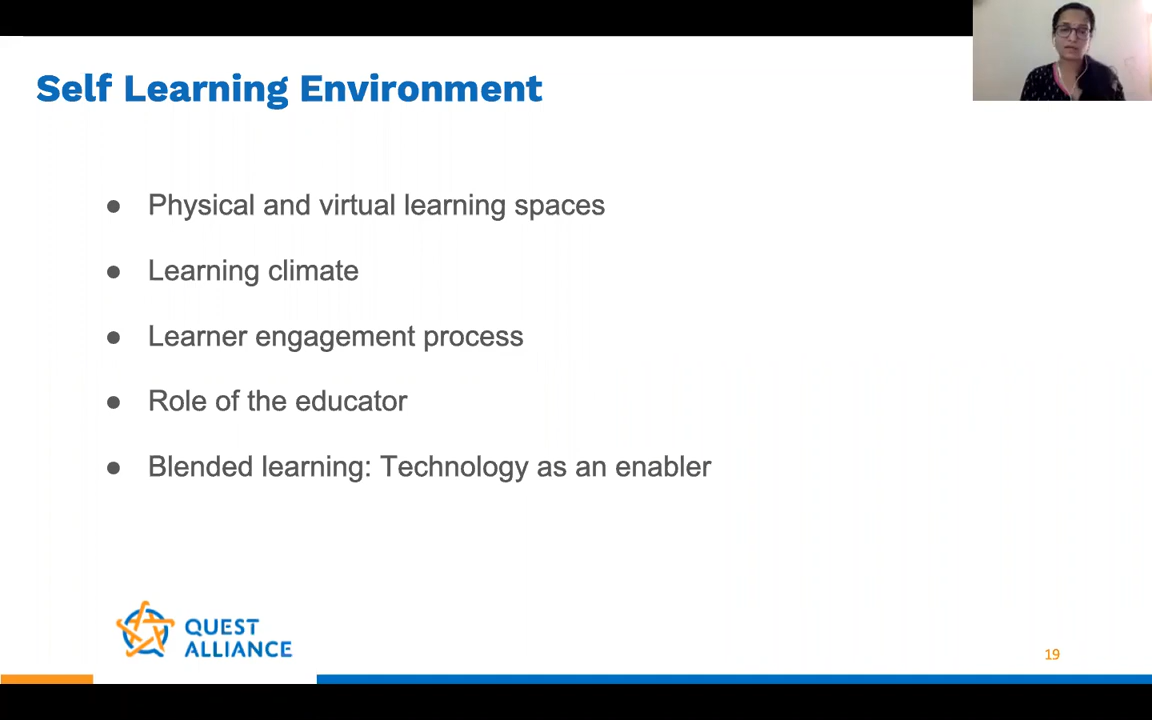 Self Learning Environment
● Physical and virtual learning spaces
● Learning climate
● Learner engagement process
● Role of the educator
● Blended learning: Technology as an enabler
QUEST
ALLIANCE
19